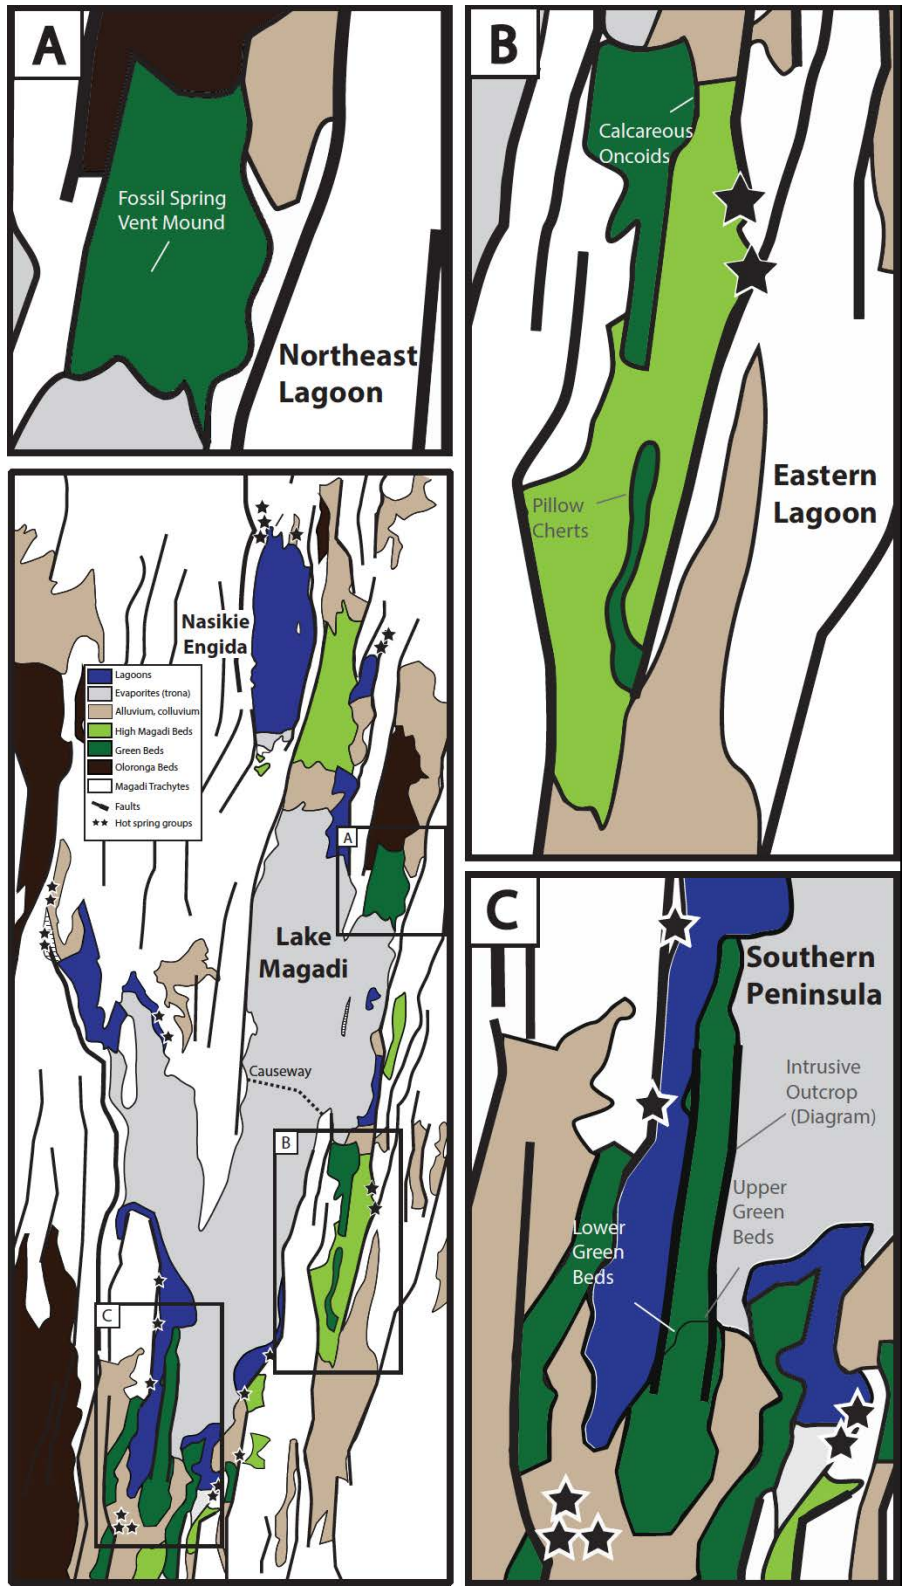 A
Fossil Spring
Vent Mound
Northeast
Lagoon
B
Calcareous
Oncoids
Pillow
Cherts
Eastern
Lagoon
Nasikie
Engida
Lagoons
Evaporites (trona)
Alluvium, colluvium
High Magadi Beds
Green Beds
Oloronga Beds
Magadi Trachytes
Faults
Hot spring groups
A
Lake
Magadi
Causeway
B
C
C
Southern
Peninsula
Intrusive
Outcrop
(Diagram)
Upper
Green
Beds
Lower
Green
Beds